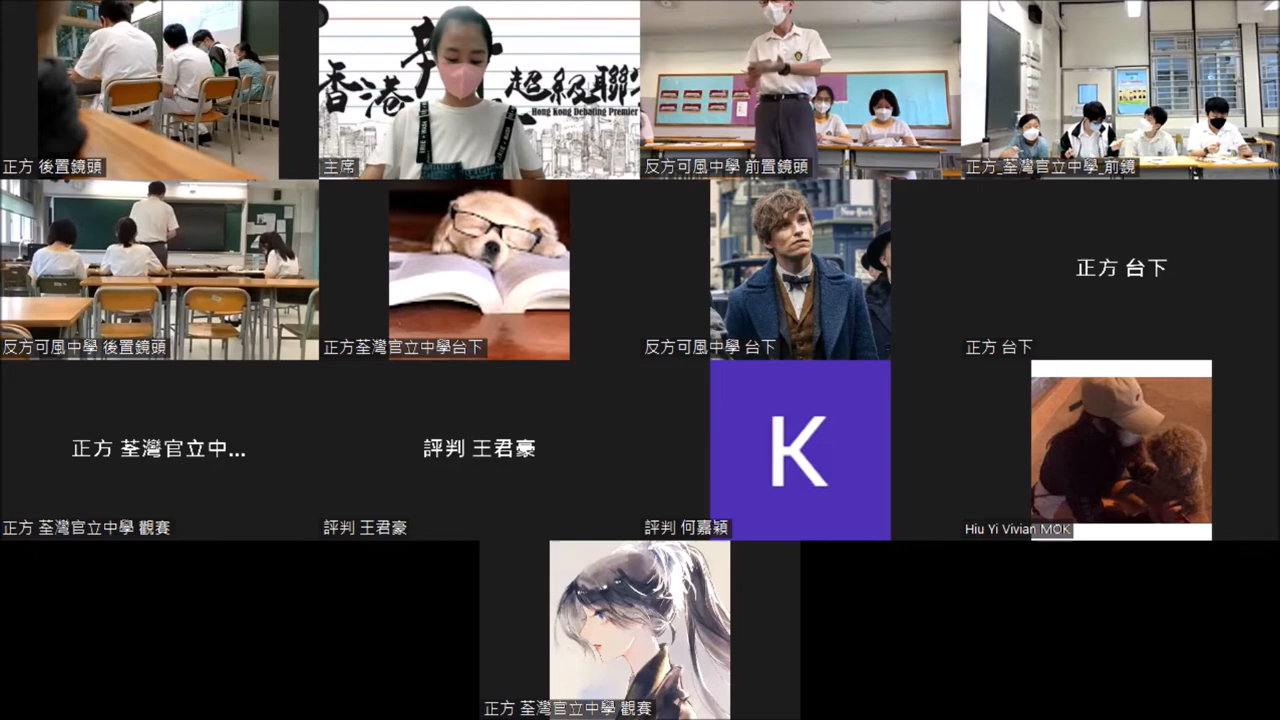 正方 後置鏡頭
香港辯
超級聯
Hong Kong Debating Premier
主席
反方可風中學 前置鏡頭
正方_荃灣官立中學_前鏡
反方可風中學 後置鏡頭
正方荃灣官立中學台下
New York
反方可風中學 台下
正方 台下
正方 台下
正方 荃灣官立中...
正方 荃灣官立中學 觀賽
評判 王君豪
評判 王君豪
K
評判 何嘉穎
Hiu Yi Vivian MOK
正方 荃灣官立中學 觀賽